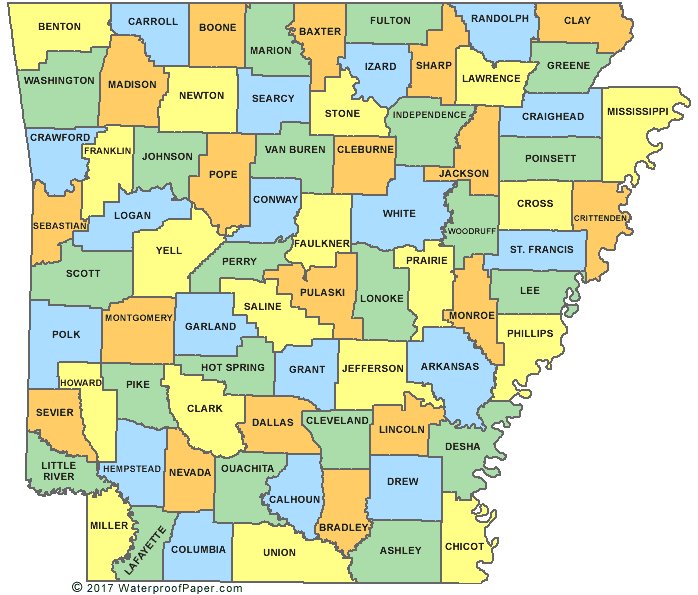 BENTON
CARROLL
BOONE
MARION
BAXTER
FULTON
RANDOLPH
CLAY
IZARD
SHARP
LAWRENCE
GREENE
WASHINGTON
MADISON
NEWTON
SEARCY
STONE
INDEPENDENCE
CRAIGHEAD
MISSISSIPPI
CRAWFORD
FRANKLIN
JOHNSON
POPE
VAN BUREN
CLEBURNE
JACKSON
POINSETT
SEBASTIAN
LOGAN
CONWAY
WHITE
WOODRUFF
CROSS
CRITTENDEN
YELL
FAULKNER
PRAIRIE
ST. FRANCIS
SCOTT
PERRY
PULASKI
LONOKE
MONROE
LEE
POLK
MONTGOMERY
GARLAND
SALINE
PHILLIPS
HOWARD
PIKE
HOT SPRING
GRANT
JEFFERSON
ARKANSAS
SEVIER
CLARK
DALLAS
CLEVELAND
LINCOLN
DESHA
LITTLE
RIVER
HEMPSTEAD
NEVADA
OUACHITA
CALHOUN
BRADLEY
DREW
MILLER
LAFAYETTE
COLUMBIA
UNION
ASHLEY
CHICOT
© 2017 WaterproofPaper.com